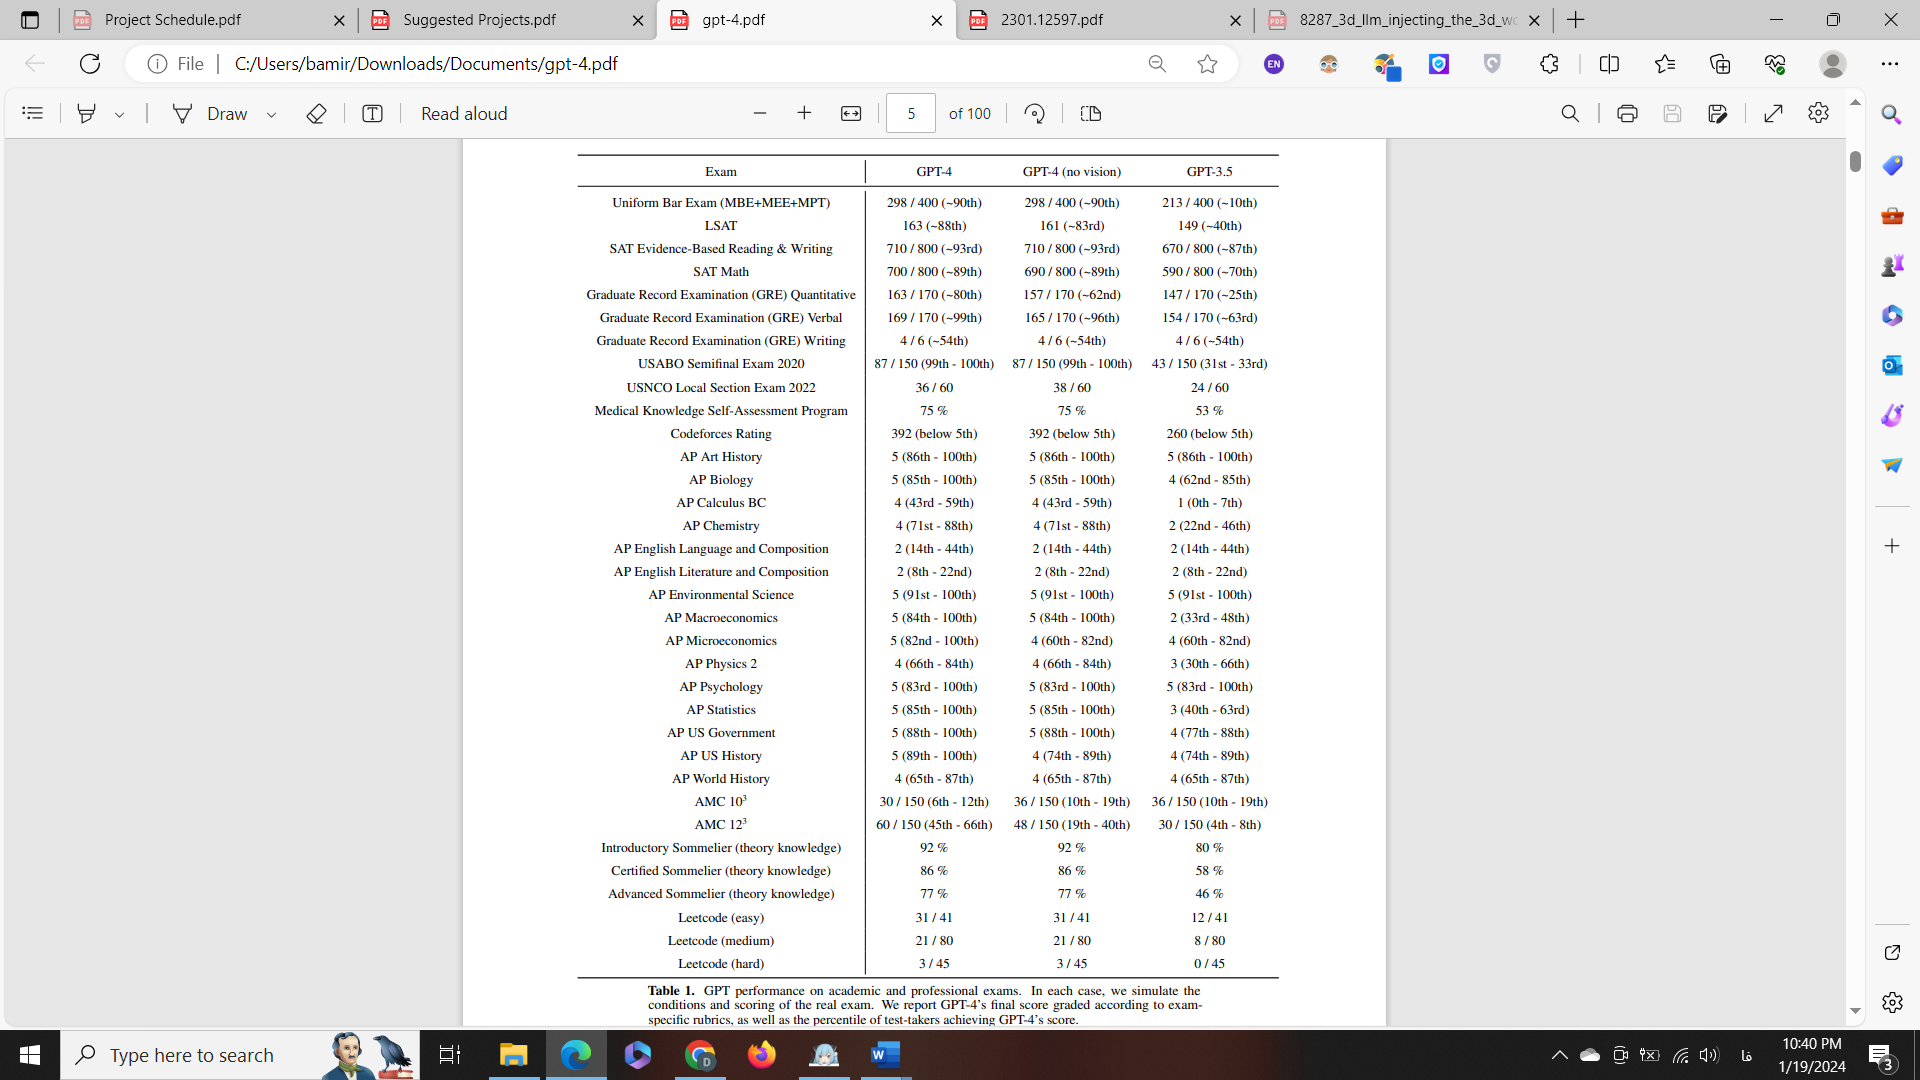 Project Schedule.pdf
Suggested Projects.pdf
gpt-4.pdf
2301.12597.pdf
8287_3d_llm_injecting_the_3d_wo
File | C:/Users/bamir/Downloads/Documents/gpt-4.pdf
EN
Draw
Read aloud
5 of 100
Exam GPT-4 GPT-4 (no vision) GPT-3.5
Uniform Bar Exam (MBE+MEE+MPT) 298 / 400 (~90th) 298 / 400 (~90th) 213 / 400 (~10th)
LSAT 163 (~88th) 161 (~83rd) 149 (~40th)
SAT Evidence-Based Reading & Writing 710 / 800 (~93rd) 710 / 800 (~93rd) 670 / 800 (~87th)
SAT Math 700 / 800 (~89th) 690 / 800 (~89th) 590 / 800 (~70th)
Graduate Record Examination (GRE) Quantitative 163 / 170 (~80th) 157 / 170 (~62nd) 147 / 170 (~25th)
Graduate Record Examination (GRE) Verbal 169 / 170 (~99th) 165 / 170 (~96th) 154 / 170 (~63rd)
Graduate Record Examination (GRE) Writing 4 / 6 (~54th) 4 / 6 (~54th) 4 / 6 (~54th)
USABO Semifinal Exam 2020 87 / 150 (99th - 100th) 87 / 150 (99th - 100th) 43 / 150 (31st - 33rd)
USNCO Local Section Exam 2022 36 / 60 38 / 60 24 / 60
Medical Knowledge Self-Assessment Program 75 % 75 % 53 %
Codeforces Rating 392 (below 5th) 392 (below 5th) 260 (below 5th)
AP Art History 5 (86th - 100th) 5 (86th - 100th) 5 (86th - 100th)
AP Biology 5 (85th - 100th) 5 (85th - 100th) 4 (62nd - 85th)
AP Calculus BC 4 (43rd - 59th) 4 (43rd - 59th) 1 (0th - 7th)
AP Chemistry 4 (71st - 88th) 4 (71st - 88th) 2 (22nd - 46th)
AP English Language and Composition 2 (14th - 44th) 2 (14th - 44th) 2 (14th - 44th)
AP English Literature and Composition 2 (8th - 22nd) 2 (8th - 22nd) 2 (8th - 22nd)
AP Environmental Science 5 (91st - 100th) 5 (91st - 100th) 5 (91st - 100th)
AP Macroeconomics 5 (84th - 100th) 5 (84th - 100th) 2 (33rd - 48th)
AP Microeconomics 5 (82nd - 100th) 4 (60th - 82nd) 4 (60th - 82nd)
AP Physics 2 4 (66th - 84th) 4 (66th - 84th) 3 (30th - 66th)
AP Psychology 5 (83rd - 100th) 5 (83rd - 100th) 5 (83rd - 100th)
AP Statistics 5 (85th - 100th) 5 (85th - 100th) 3 (40th - 63rd)
AP US Government 5 (88th - 100th) 5 (88th - 100th) 4 (77th - 88th)
AP US History 5 (89th - 100th) 4 (74th - 89th) 4 (74th - 89th)
AP World History 4 (65th - 87th) 4 (65th - 87th) 4 (65th - 87th)
AMC 10³ 30 / 150 (6th - 12th) 36 / 150 (10th - 19th) 36 / 150 (10th - 19th)
AMC 12³ 60 / 150 (45th - 66th) 48 / 150 (19th - 40th) 30 / 150 (4th - 8th)
Introductory Sommelier (theory knowledge) 92 % 92 % 80 %
Certified Sommelier (theory knowledge) 86 % 86 % 58 %
Advanced Sommelier (theory knowledge) 77 % 77 % 46 %
Leetcode (easy) 31 / 41 31 / 41 12 / 41
Leetcode (medium) 21 / 80 21 / 80 8 / 80
Leetcode (hard) 3 / 45 3 / 45 0 / 45
Table 1. GPT performance on academic and professional exams. In each case, we simulate the
conditions and scoring of the real exam. We report GPT-4's final score graded according to exam-
specific rubrics, as well as the percentile of test-takers achieving GPT-4's score.
Type here to search
فا
10:40 PM
1/19/2024
3